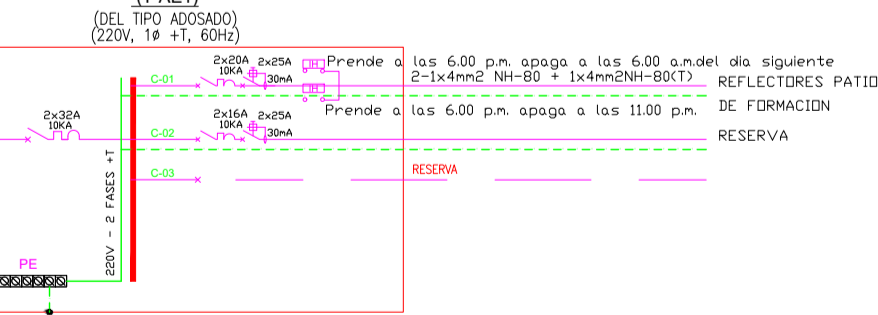 (DEL TIPO ADOSADO)
(220V, 1ø +T, 60Hz)
C-01
2x20A
10KA
2x25A
30mA
Prende a las 6.00 p.m. apaga a las 6.00 a.m.del dia siguiente
2-1x4mm2 NH-80 + 1x4mm2NH-80(T)
REFLECTORES PATIO
DE FORMACION
Prende a las 6.00 p.m. apaga a las 11.00 p.m.
2x32A
10KA
C-02
2x16A
10KA
2x25A
30mA
RESERVA
C-03
RESERVA
220V - 2 FASES +T
PE